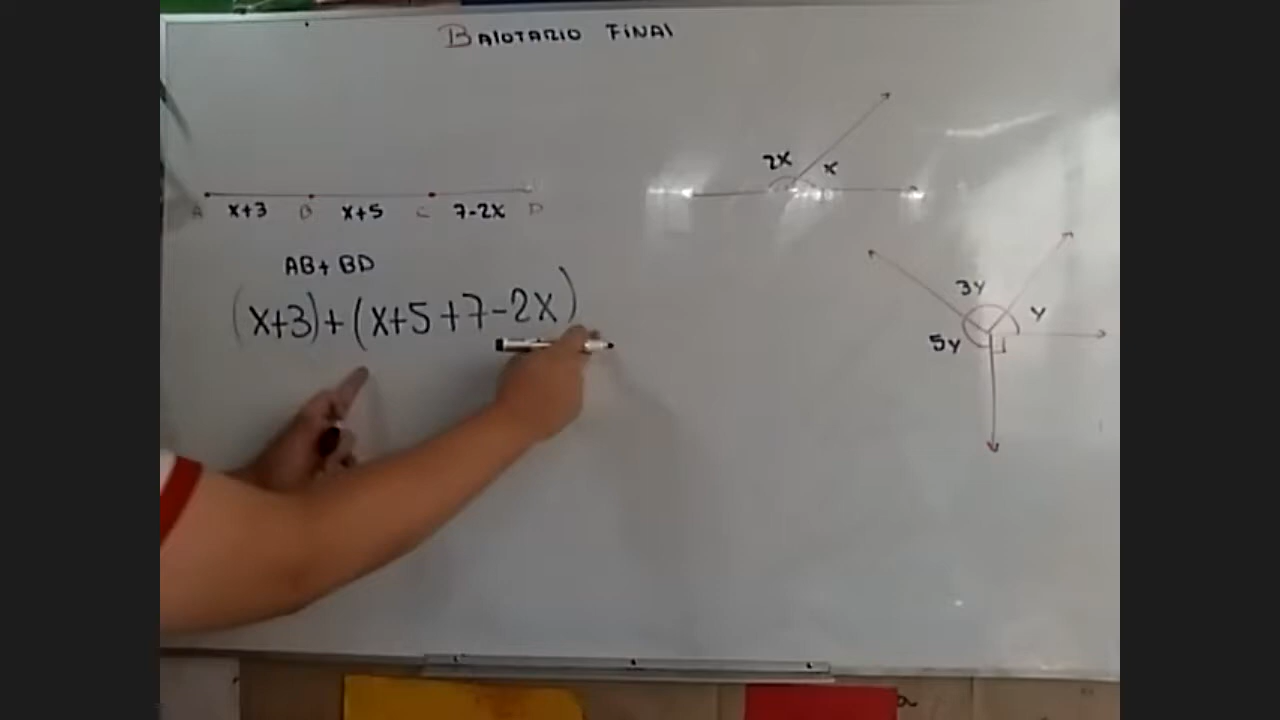 BAlOTARIO FINAl
A x+3 B x+5 C 7-2x D
AB+ BD
(x+3)+(x+5+7-2x)
2x x
3y
y
5y
a